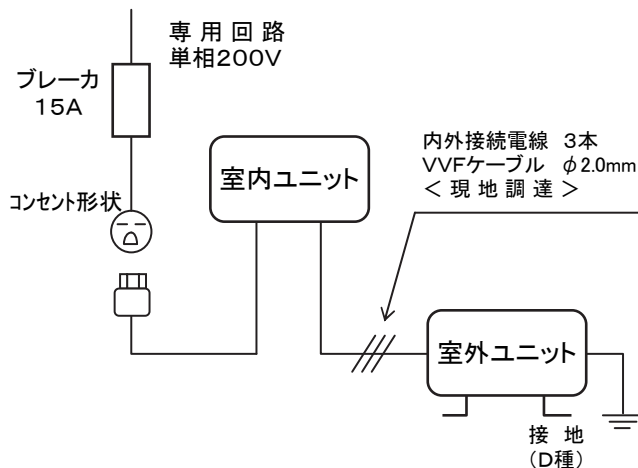 専用回路
単相200V
ブレーカ
15A
コンセント形状
室内ユニット
内外接続電線 3本
VVFケーブル φ2.0mm
<現地調達>
室外ユニット
接地
(D種)